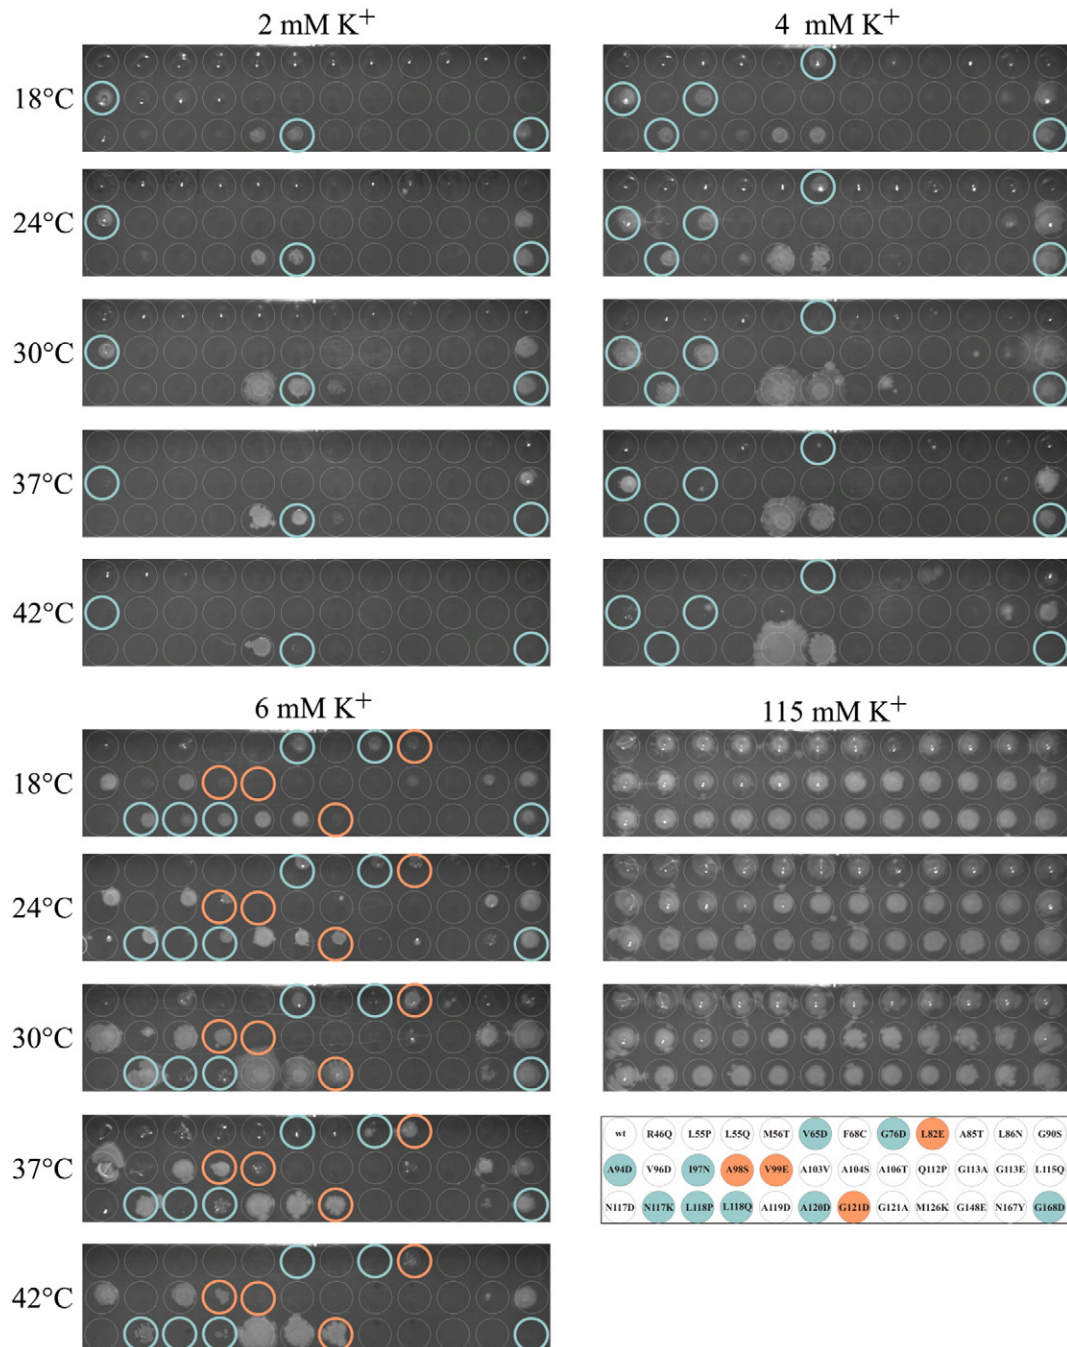 2 mM K+
4 mM K+
18°C
24°C
30°C
37°C
42°C
6 mM K+
115 mM K+
18°C
24°C
30°C
37°C
42°C
wt R46Q L55P L55Q M56T V65D F68C G76D L82E A85T L86N G90S
A94D V96D I97N A98S V99E A103V A104S A106T Q112P G113A G113E L115Q
N117D N117K L118P L118Q A119D A120D G121D G121A M126K G148E N167Y G168D